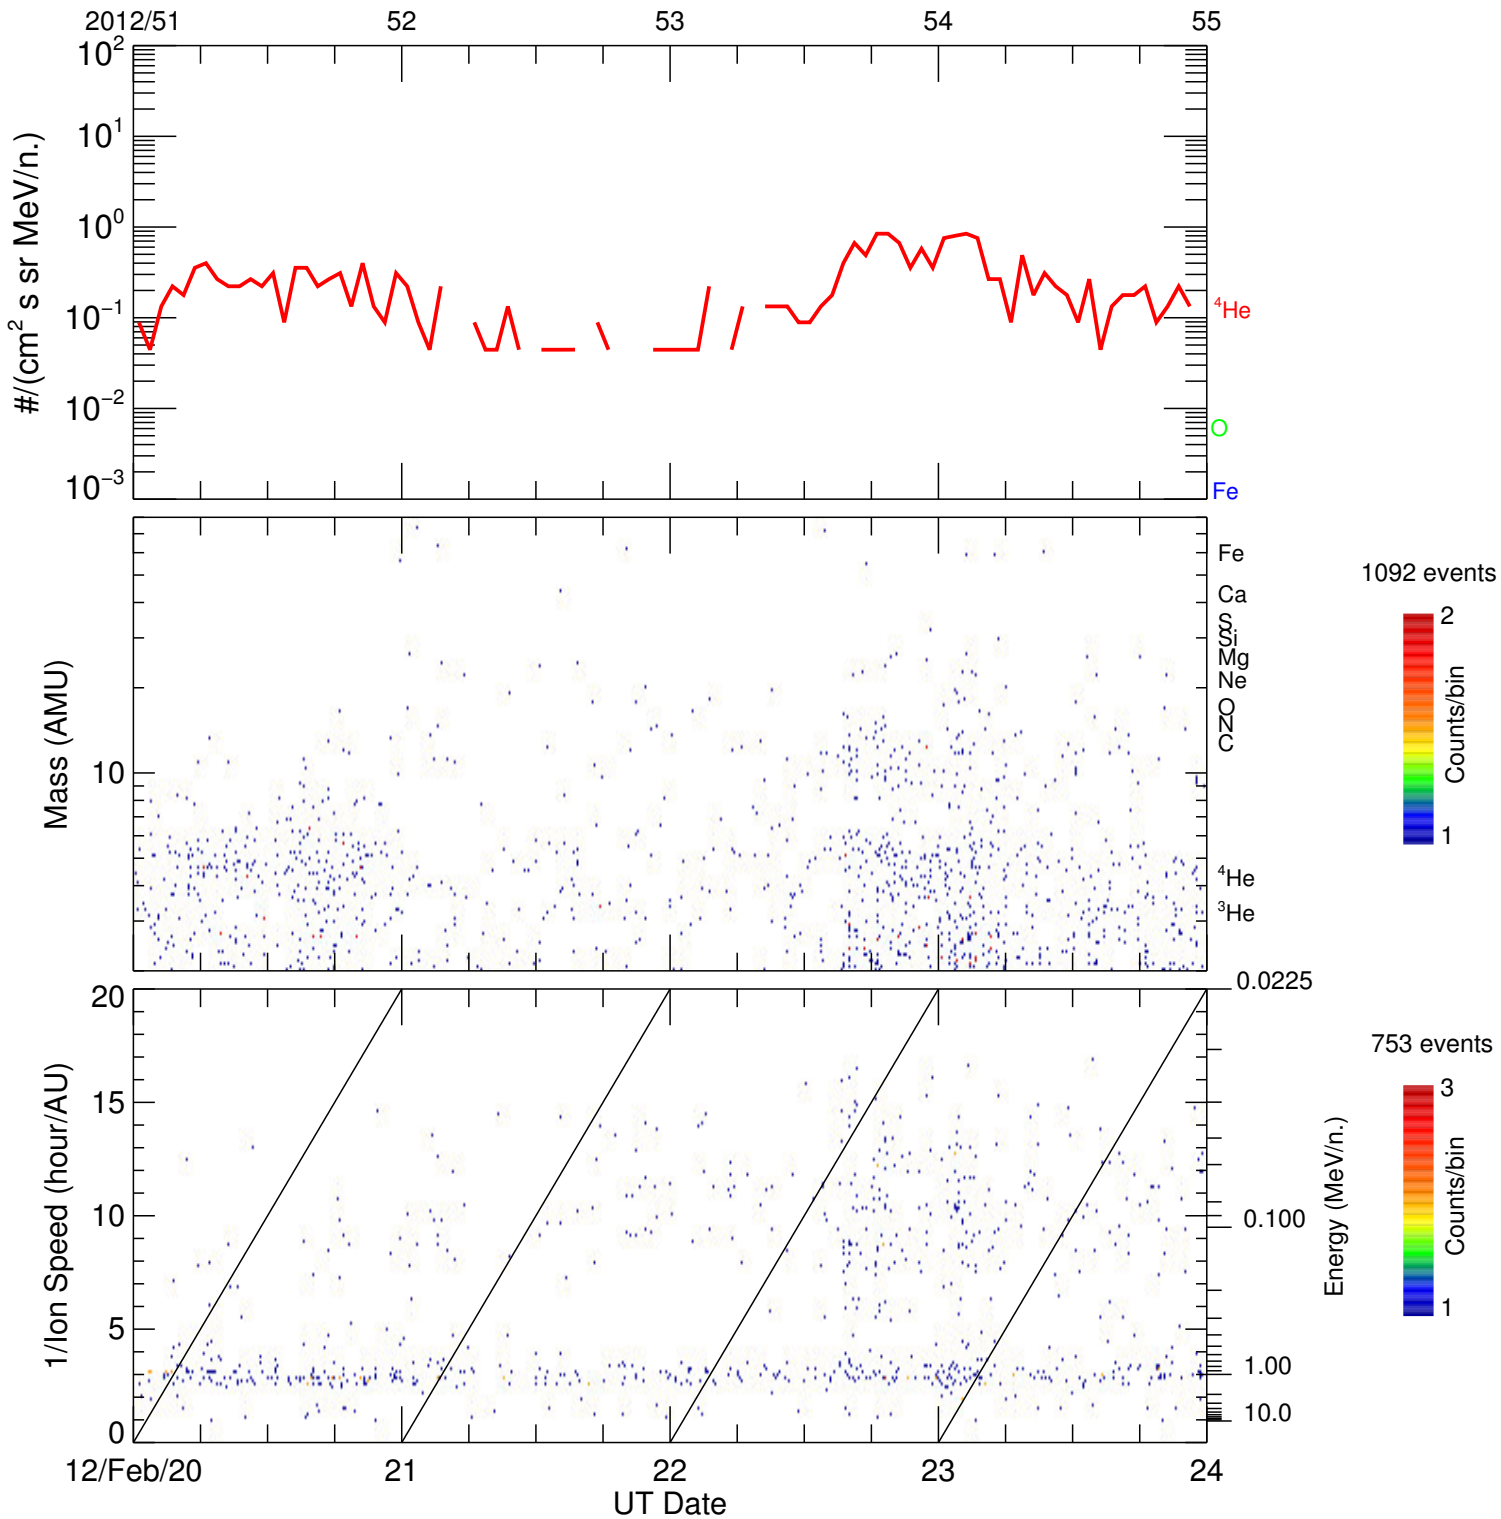 2012/51 52 53 54 55
10²
10¹
10⁰
10⁻¹
10⁻²
10⁻³
#/(cm² s sr MeV/n.)
⁴He
O
Fe
Mass (AMU)
10
Fe
Ca
S
Si
Mg
Ne
O
N
C
⁴He
³He
1092 events
2
Counts/bin
1
20
15
10
5
0
1/Ion Speed (hour/AU)
0.0225
0.100
1.00
10.0
Energy (MeV/n.)
753 events
3
Counts/bin
1
12/Feb/20 21 22 23 24
UT Date